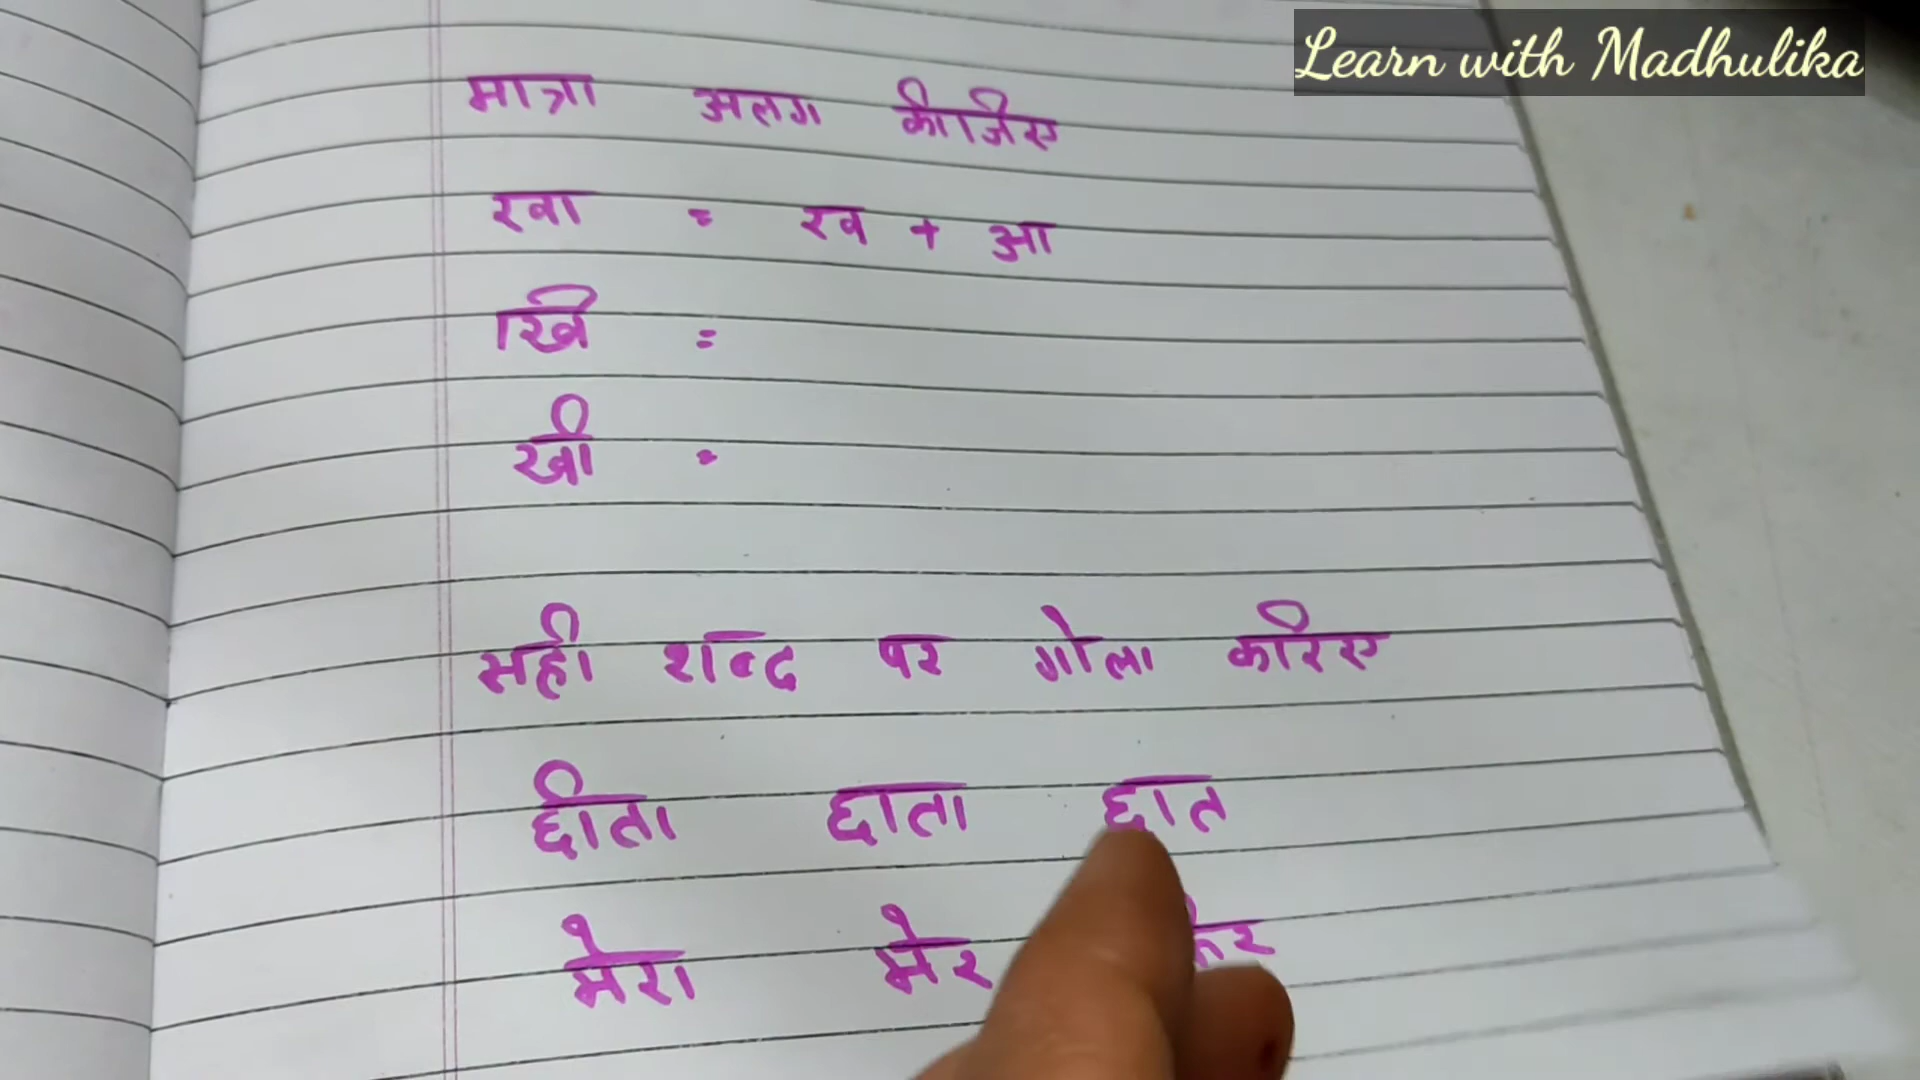 Learn with Madhulika
मात्रा अलग कीजिए
खा = ख + आ
खि =
खी =
सही शब्द पर गोला करिए
छीता छाता छात
मेरा मेर